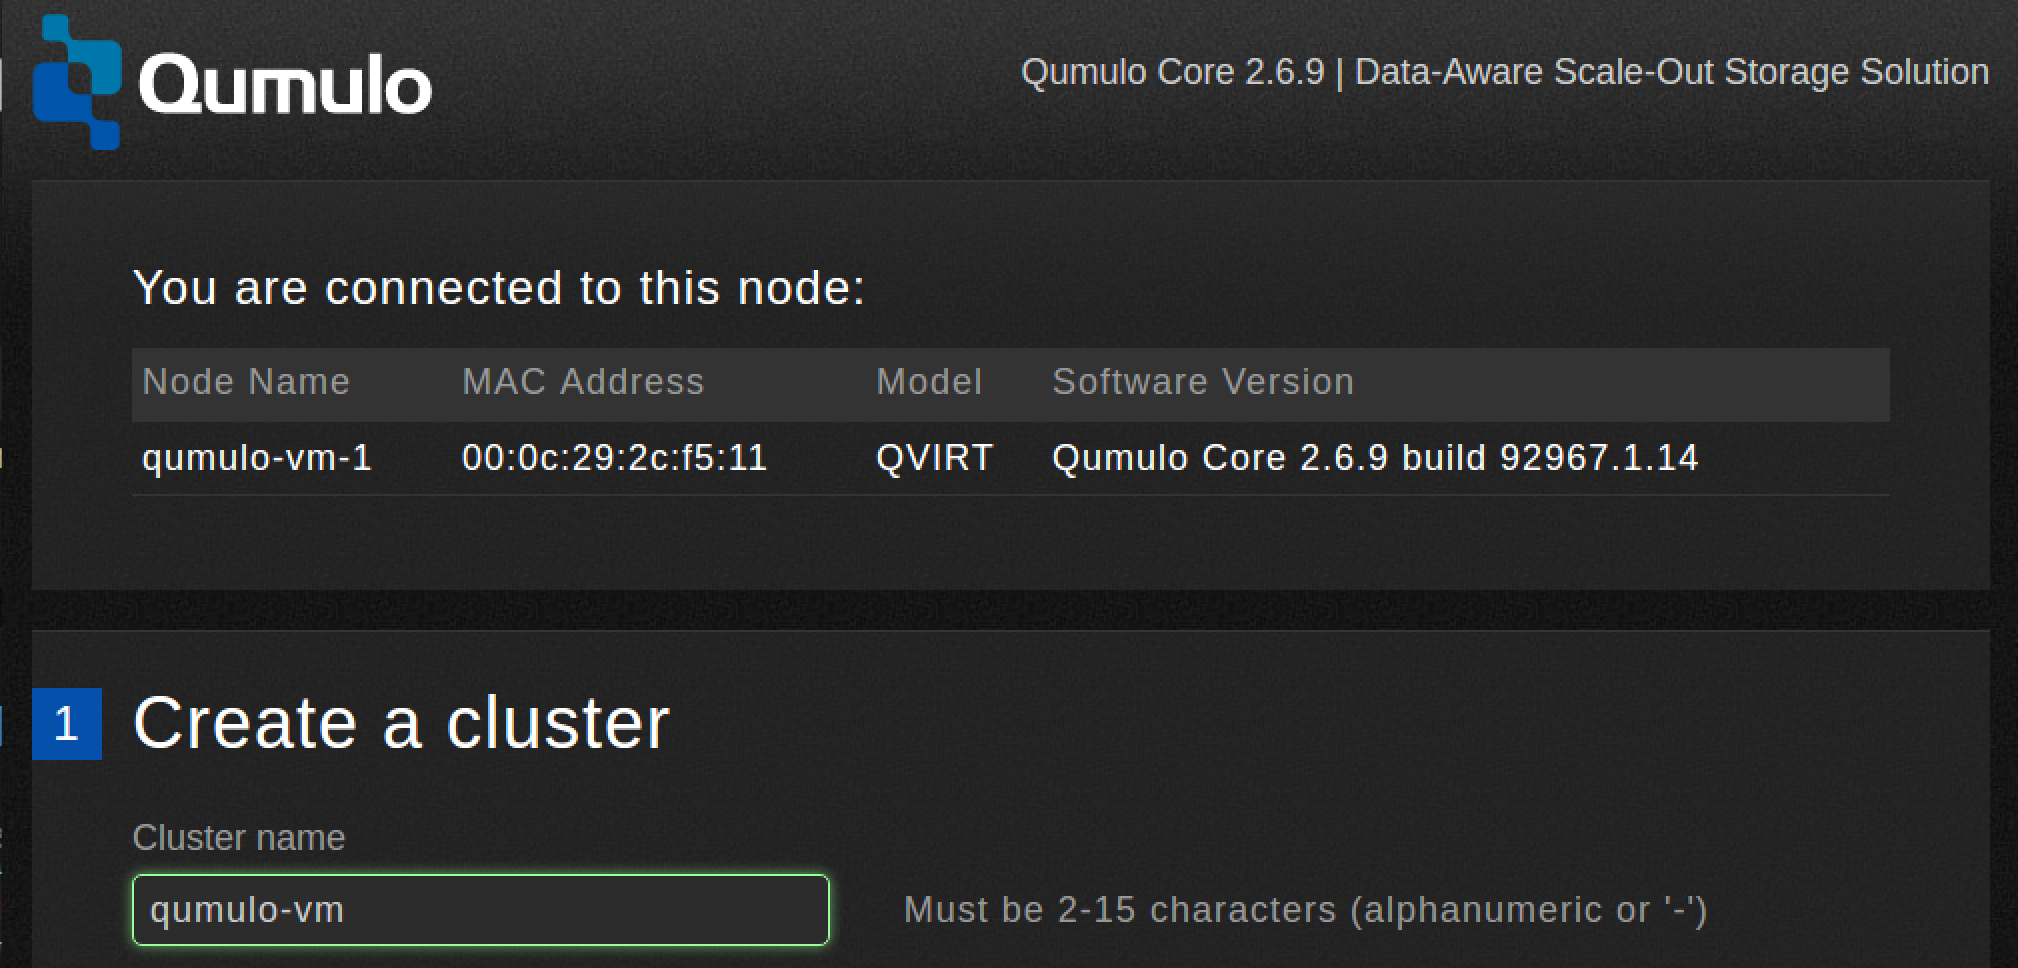 Qumulo
Qumulo Core 2.6.9 | Data-Aware Scale-Out Storage Solution
You are connected to this node:
Node Name MAC Address Model Software Version
qumulo-vm-1 00:0c:29:2c:f5:11 QVIRT Qumulo Core 2.6.9 build 92967.1.14
1 Create a cluster
Cluster name
qumulo-vm Must be 2-15 characters (alphanumeric or '-')